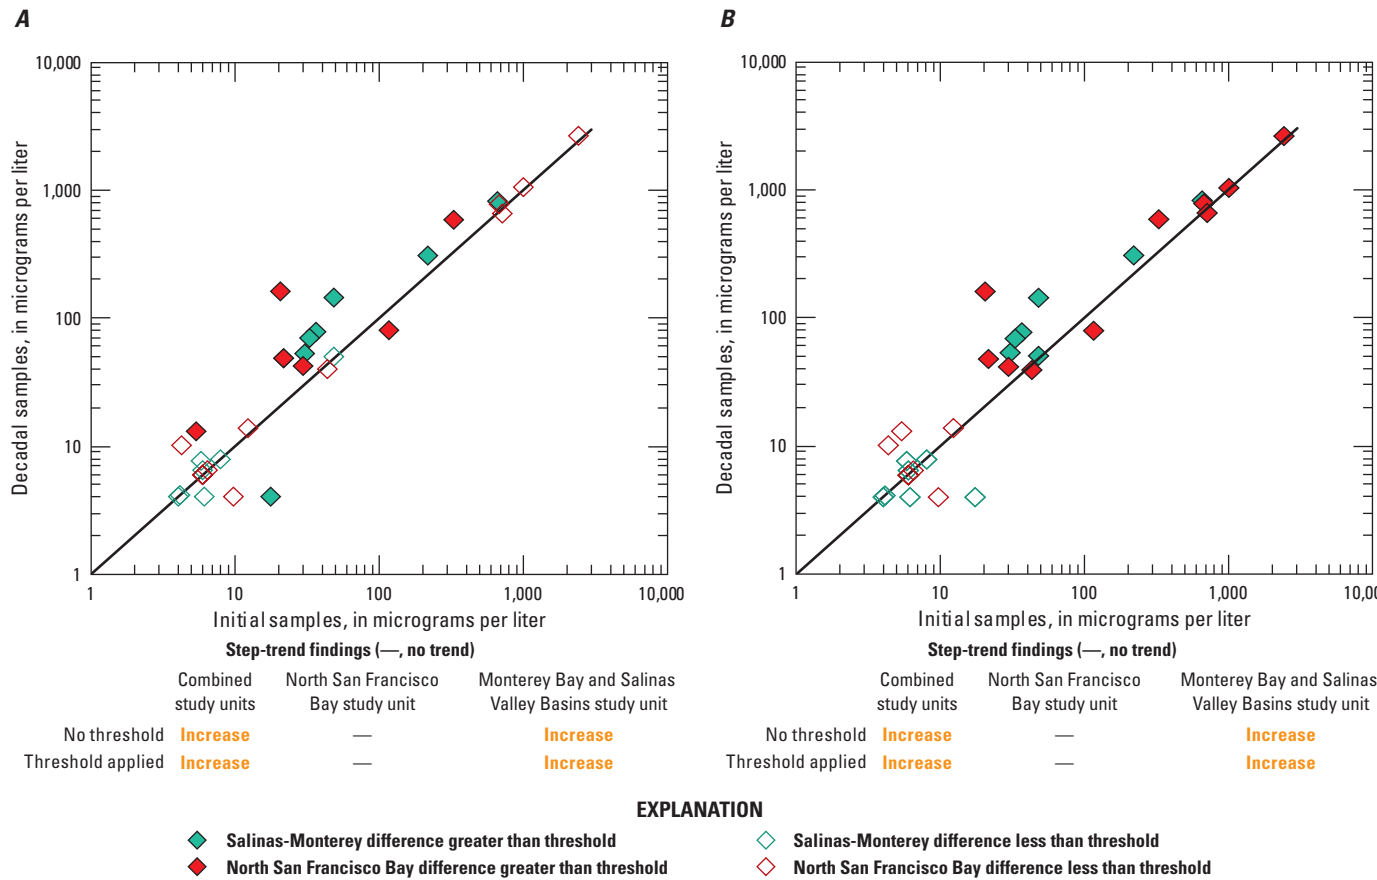 A
B
10,000
1,000
100
10
1
Decadal samples, in micrograms per liter
1
10
100
1,000
10,000
Initial samples, in micrograms per liter
10,000
1,000
100
10
1
Decadal samples, in micrograms per liter
1
10
100
1,000
10,00
Initial samples, in micrograms per liter
Step-trend findings (—, no trend)
Combined
study units
North San Francisco
Bay study unit
Monterey Bay and Salinas
Valley Basins study unit
No threshold Increase — Increase
Threshold applied Increase — Increase
Step-trend findings (—, no trend)
Combined
study units
North San Francisco
Bay study unit
Monterey Bay and Salinas
Valley Basins study unit
No threshold Increase — Increase
Threshold applied Increase — Increase
EXPLANATION
Salinas-Monterey difference greater than threshold
North San Francisco Bay difference greater than threshold
Salinas-Monterey difference less than threshold
North San Francisco Bay difference less than threshold